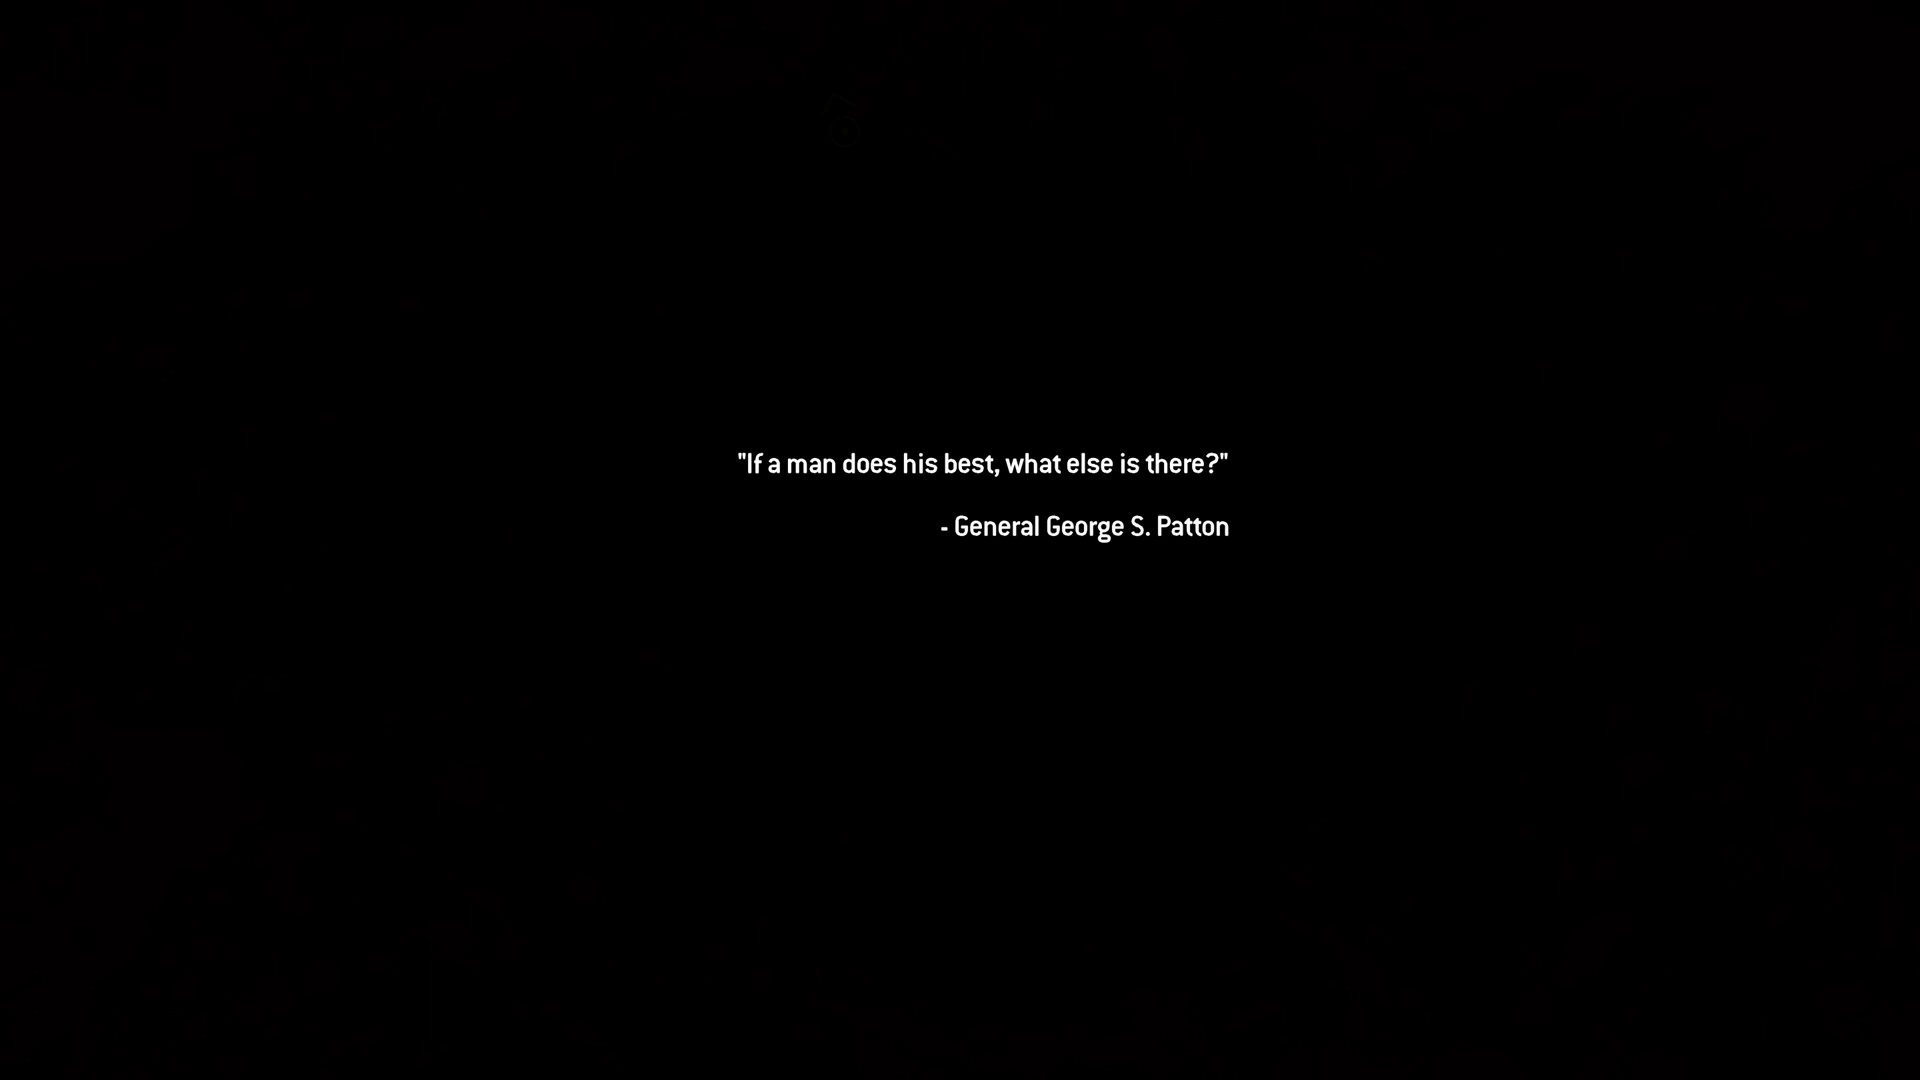 "If a man does his best, what else is there?"
- General George S. Patton